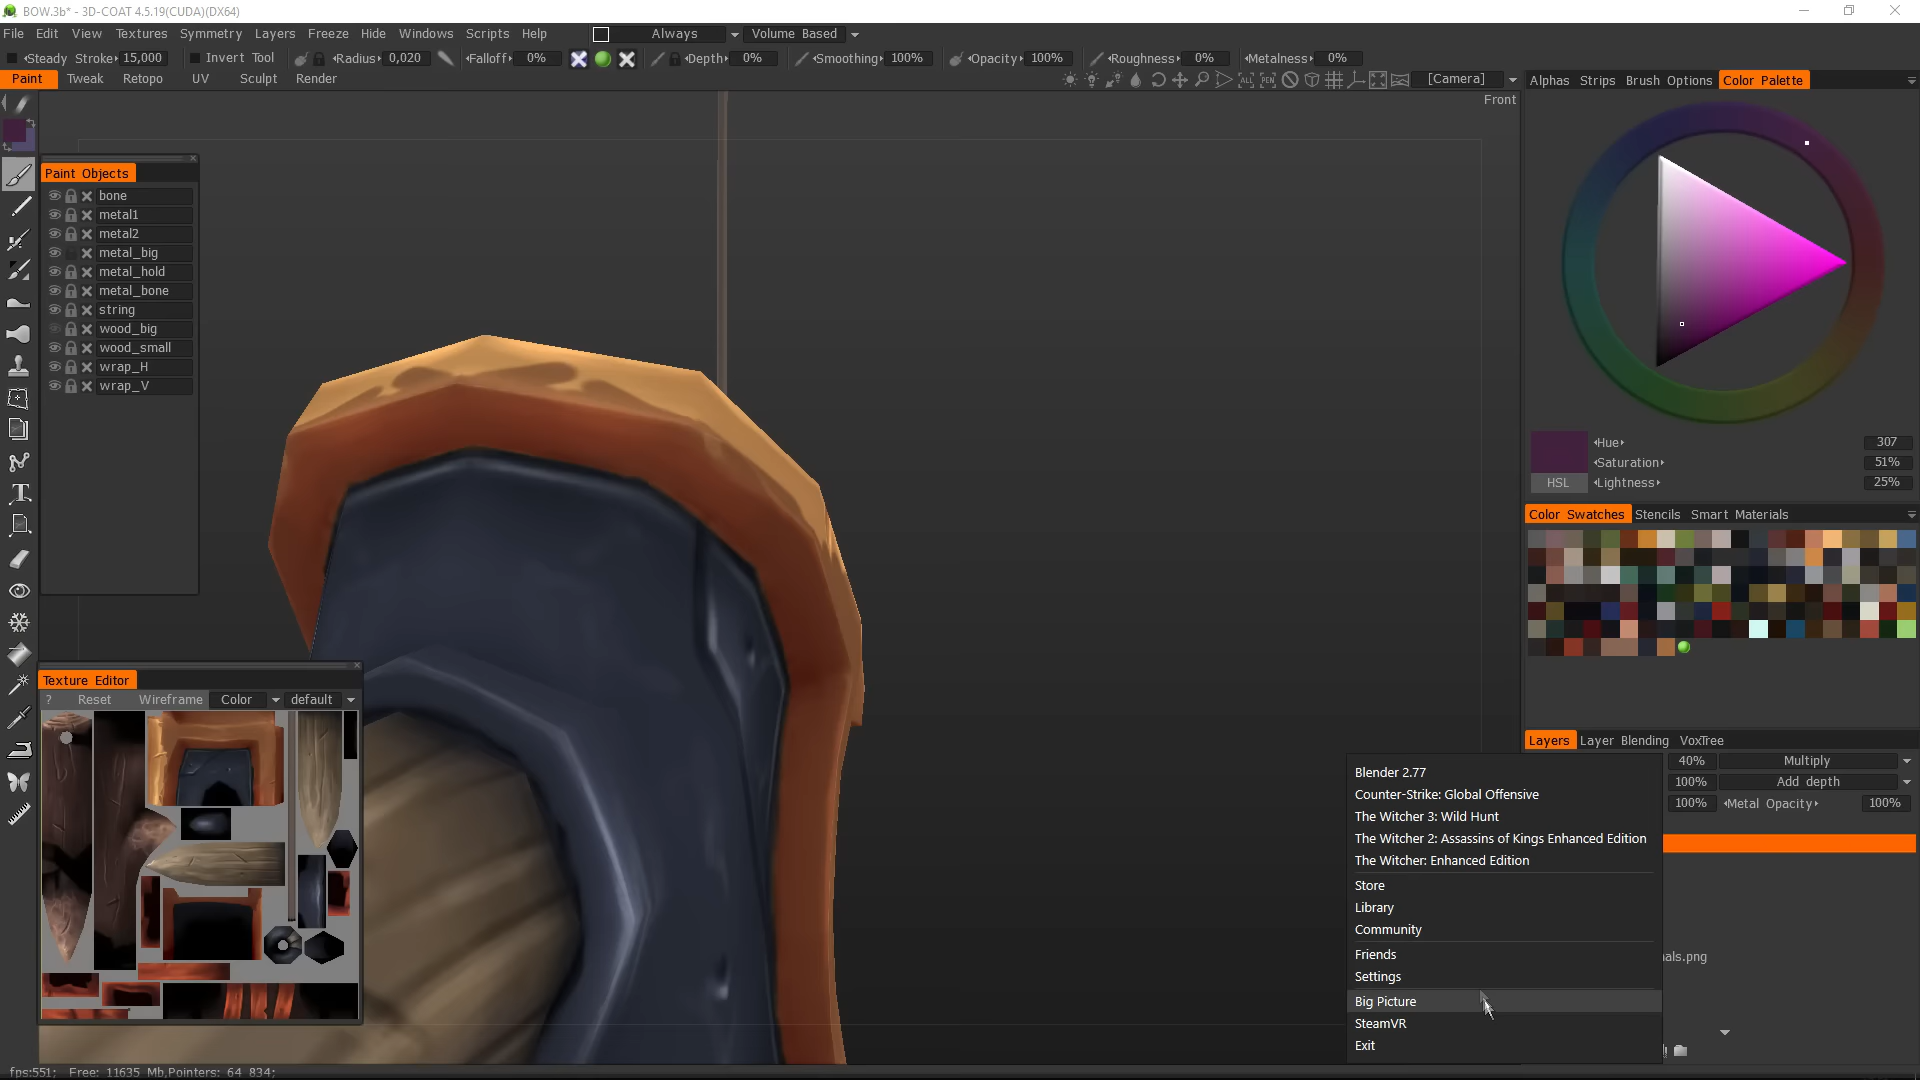 BOW.3b* - 3D-COAT 4.5.19(CUDA)(DX64)
File Edit View Textures Symmetry Layers Freeze Hide Windows Scripts Help Always Volume Based
Steady Stroke 15,000 Invert Tool Radius 0,020 Falloff 0% Depth 0% Smoothing 100% Opacity 100% Roughness 0% Metalness 0%
Paint Tweak Retopo UV Sculpt Render [Camera] Alphas Strips Brush Options Color Palette
Front
Paint Objects
bone
metal1
metal2
metal_big
metal_hold
metal_bone
string
wood_big
wood_small
wrap_H
wrap_V
Hue 307
Saturation 51%
HSL Lightness 25%
Color Swatches Stencils Smart Materials
Texture Editor
? Reset Wireframe Color default
Layers Layer Blending VoxTree
40% Multiply
100% Add depth
100% Metal Opacity 100%
Blender 2.77
Counter-Strike: Global Offensive
The Witcher 3: Wild Hunt
The Witcher 2: Assassins of Kings Enhanced Edition
The Witcher: Enhanced Edition
Store
Library
Community
Friends
als.png
Settings
Big Picture
SteamVR
Exit
fps:551; Free: 11635 Mb,Pointers: 64 834;